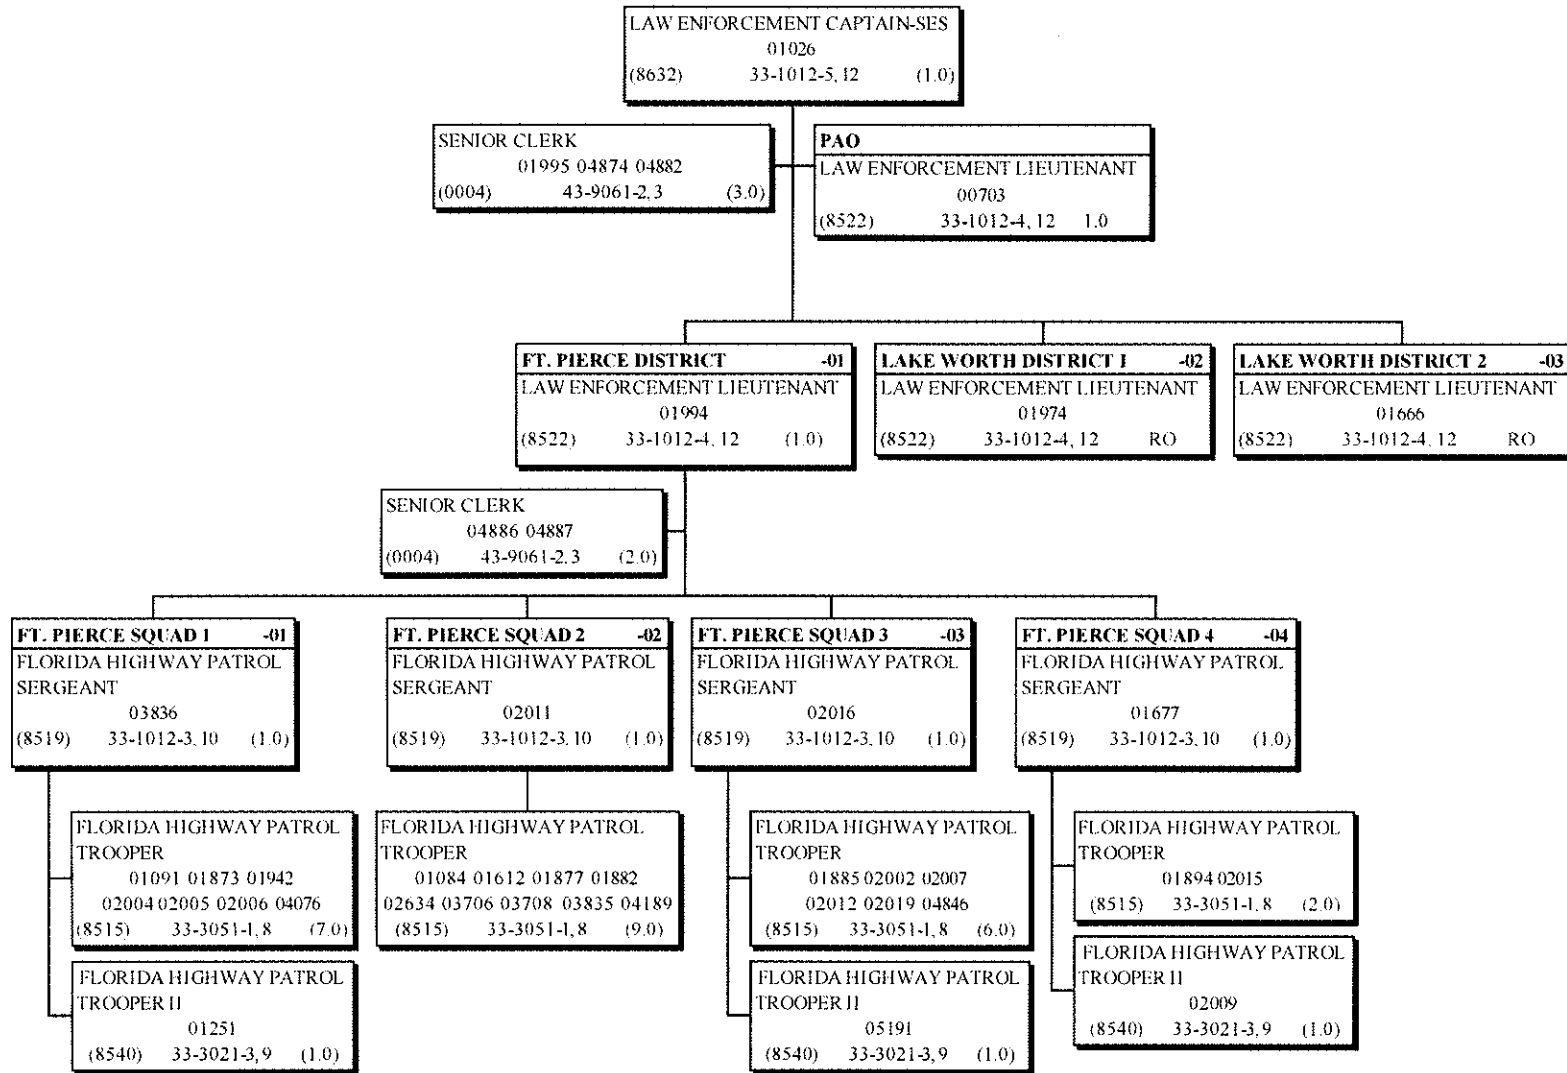 LAW ENFORCEMENT CAPTAIN-SES
01026
(8632) 33-1012-5, 12 (1.0)
SENIOR CLERK
01995 04874 04882
(0004) 43-9061-2, 3 (3.0)
PAO
LAW ENFORCEMENT LIEUTENANT
00703
(8522) 33-1012-4, 12 1.0
FT. PIERCE DISTRICT -01
LAW ENFORCEMENT LIEUTENANT
01994
(8522) 33-1012-4, 12 (1.0)
LAKE WORTH DISTRICT 1 -02
LAW ENFORCEMENT LIEUTENANT
01974
(8522) 33-1012-4, 12 RO
LAKE WORTH DISTRICT 2 -03
LAW ENFORCEMENT LIEUTENANT
01666
(8522) 33-1012-4, 12 RO
SENIOR CLERK
04886 04887
(0004) 43-9061-2, 3 (2.0)
FT. PIERCE SQUAD 1 -01
FLORIDA HIGHWAY PATROL
SERGEANT
03836
(8519) 33-1012-3, 10 (1.0)
FT. PIERCE SQUAD 2 -02
FLORIDA HIGHWAY PATROL
SERGEANT
02011
(8519) 33-1012-3, 10 (1.0)
FT. PIERCE SQUAD 3 -03
FLORIDA HIGHWAY PATROL
SERGEANT
02016
(8519) 33-1012-3, 10 (1.0)
FT. PIERCE SQUAD 4 -04
FLORIDA HIGHWAY PATROL
SERGEANT
01677
(8519) 33-1012-3, 10 (1.0)
FLORIDA HIGHWAY PATROL
TROOPER
01091 01873 01942
02004 02005 02006 04076
(8515) 33-3051-1, 8 (7.0)
FLORIDA HIGHWAY PATROL
TROOPER
01084 01612 01877 01882
02634 03706 03708 03835 04189
(8515) 33-3051-1, 8 (9.0)
FLORIDA HIGHWAY PATROL
TROOPER
01885 02002 02007
02012 02019 04846
(8515) 33-3051-1, 8 (6.0)
FLORIDA HIGHWAY PATROL
TROOPER
01894 02015
(8515) 33-3051-1, 8 (2.0)
FLORIDA HIGHWAY PATROL
TROOPER II
01251
(8540) 33-3021-3, 9 (1.0)
FLORIDA HIGHWAY PATROL
TROOPER II
05191
(8540) 33-3021-3, 9 (1.0)
FLORIDA HIGHWAY PATROL
TROOPER II
02009
(8540) 33-3021-3, 9 (1.0)